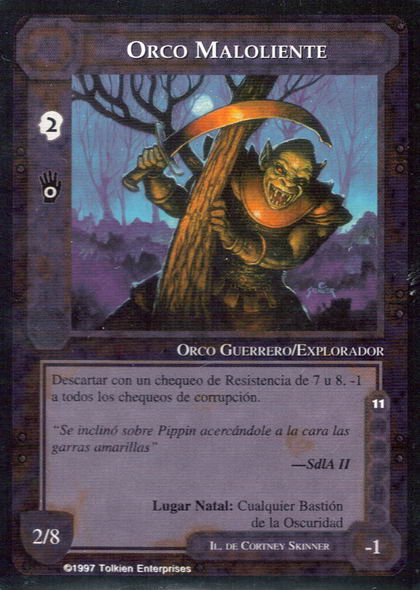 ORCO MALOLIENTE
2
0
ORCO GUERRERO/EXPLORADOR
Descartar con un chequeo de Resistencia de 7 u 8. -1
a todos los chequeos de corrupción.
11
"Se inclinó sobre Pippin acercándole a la cara las
garras amarillas"
—SdlA II
Lugar Natal: Cualquier Bastión
de la Oscuridad
2/8
IL. DE CORTNEY SKINNER
-1
©1997 Tolkien Enterprises